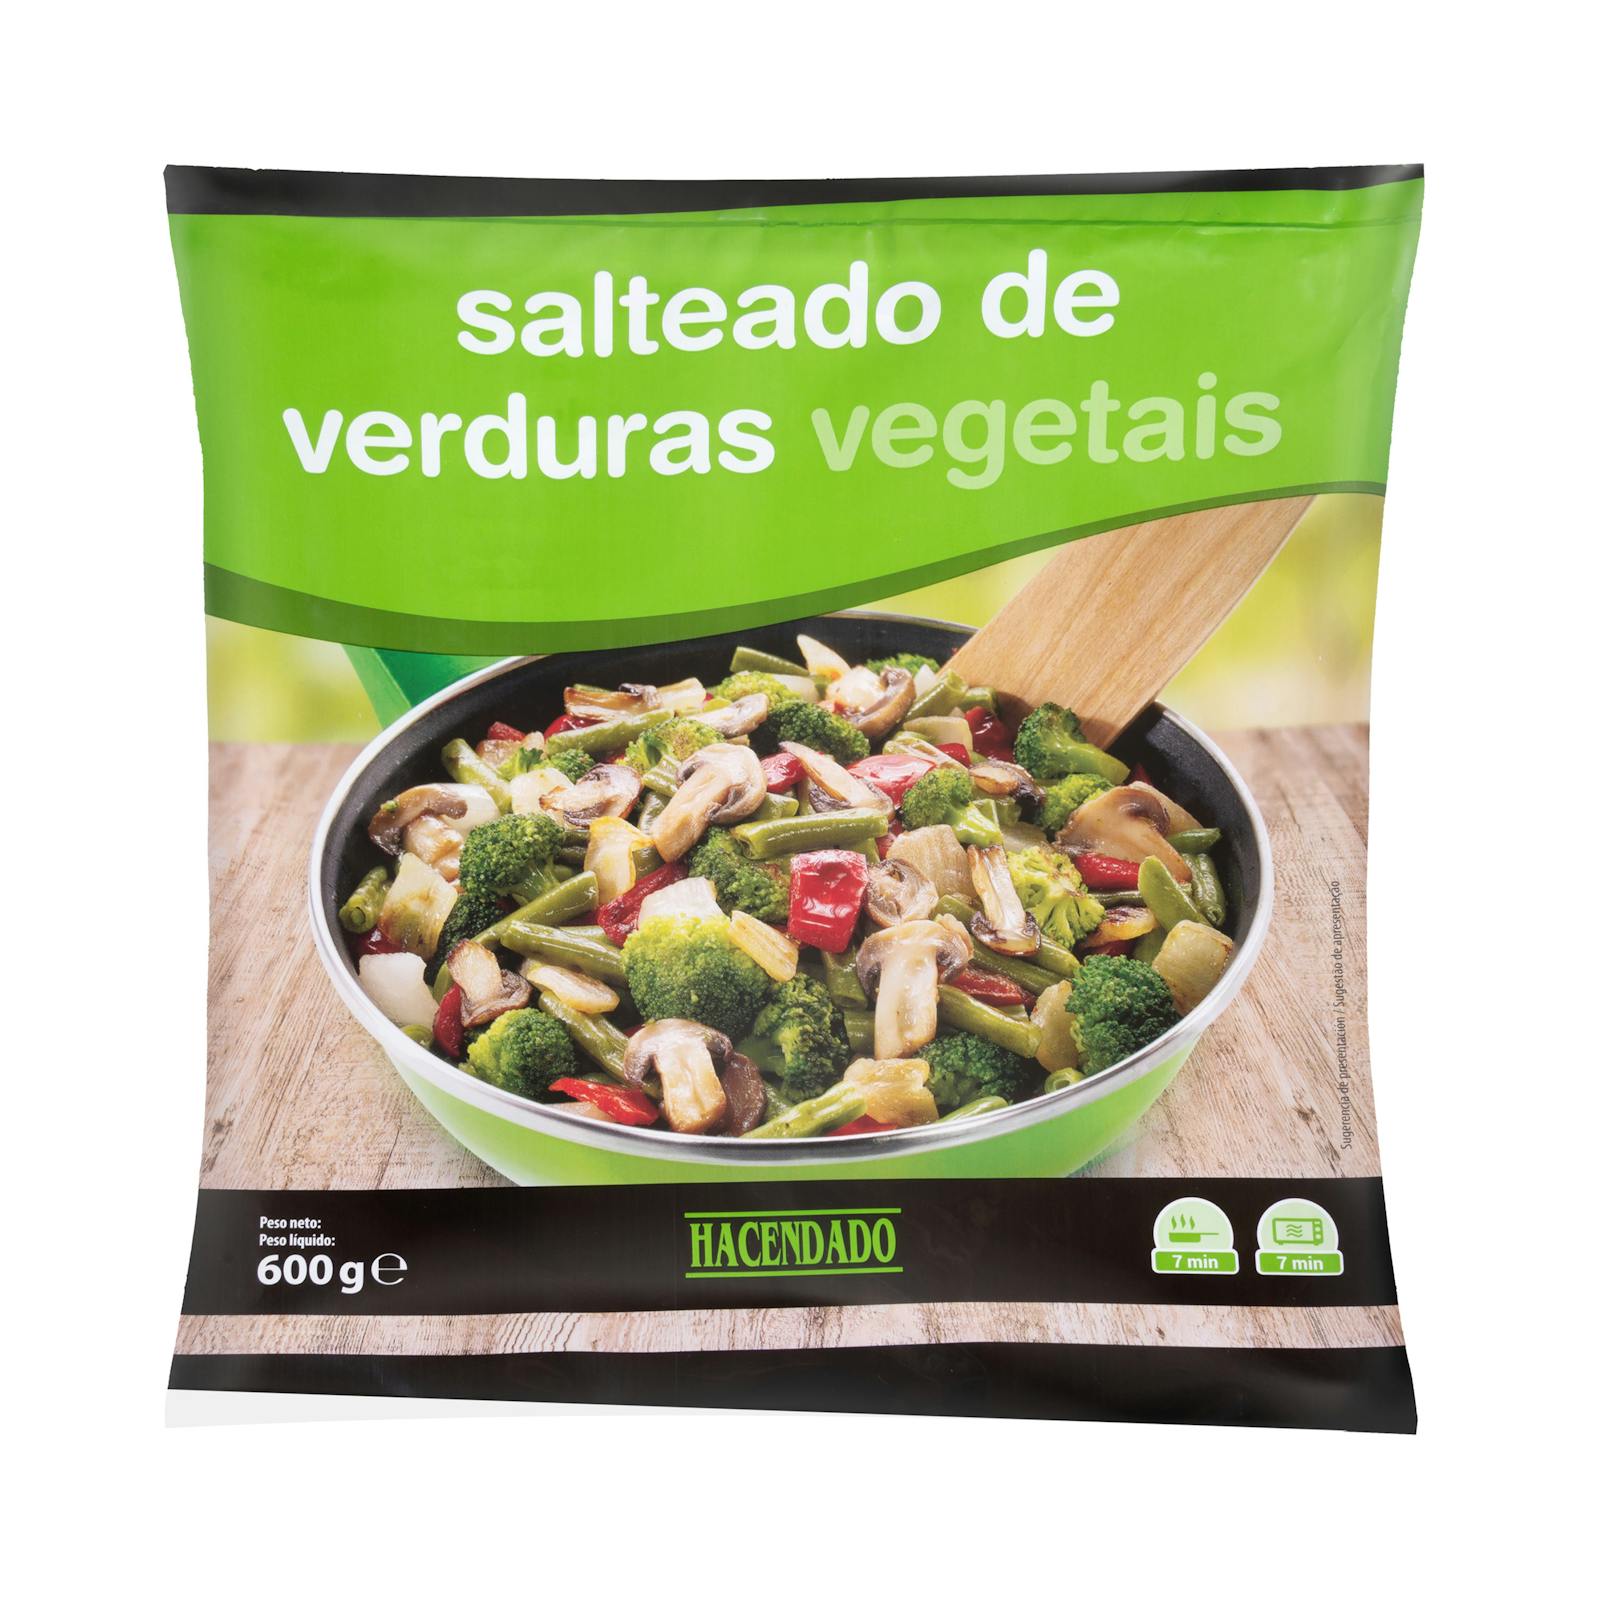 salteado de
verduras vegetais
Sugerencia de presentación / Sugestão de apresentação
Peso neto:
Peso líquido:
600 g ℮
HACENDADO
7 min
7 min